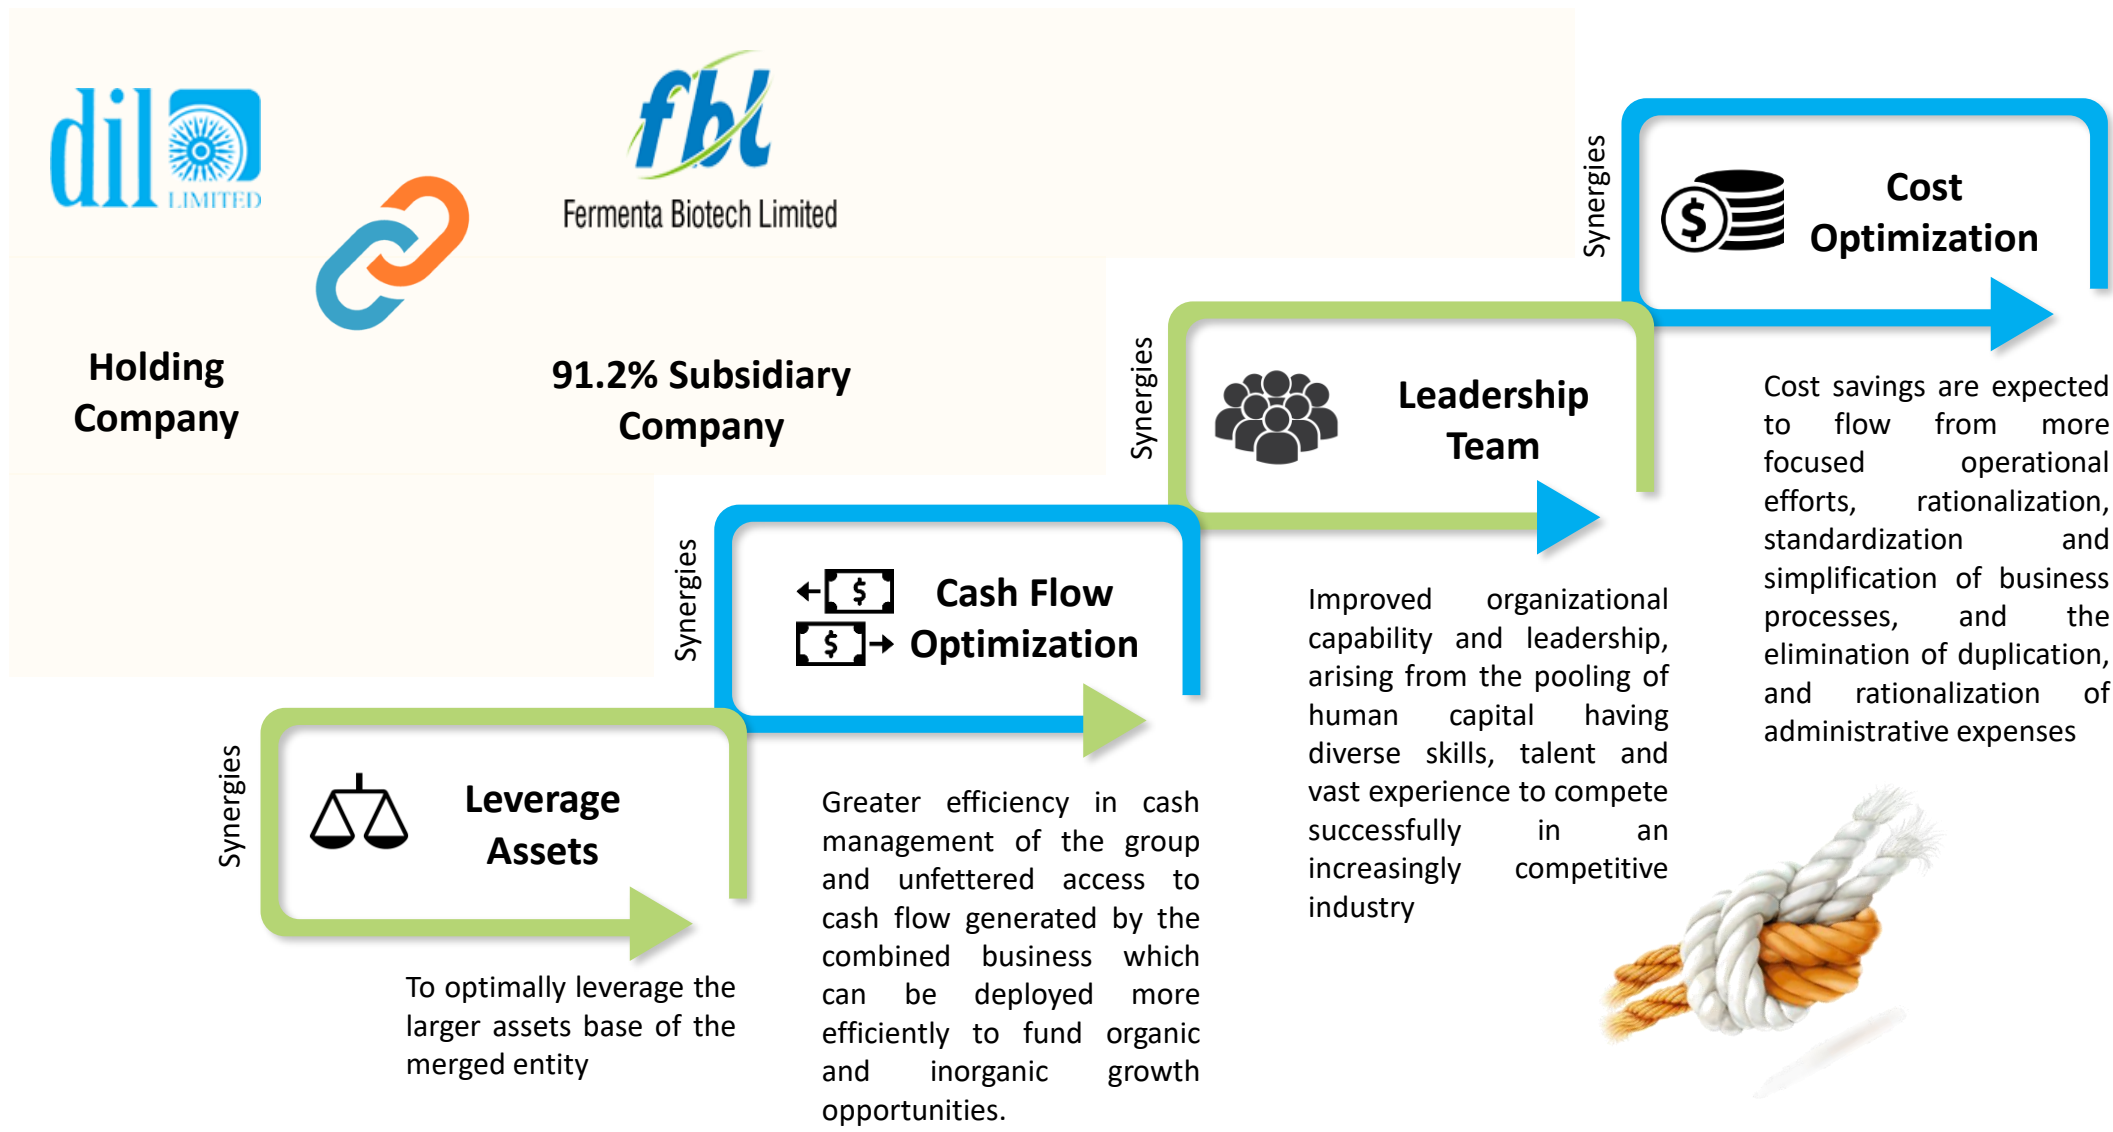 dil
LIMITED
fbl
Fermenta Biotech Limited
Holding
Company
91.2% Subsidiary
Company
Synergies
Leverage
Assets
To optimally leverage the
larger assets base of the
merged entity
Synergies
$
$
Cash Flow
Optimization
Greater efficiency in cash
management of the group
and unfettered access to
cash flow generated by the
combined business which
can be deployed more
efficiently to fund organic
and inorganic growth
opportunities.
Synergies
Leadership
Team
Improved organizational
capability and leadership,
arising from the pooling of
human capital having
diverse skills, talent and
vast experience to compete
successfully in an
increasingly competitive
industry
Synergies
$
Cost
Optimization
Cost savings are expected
to flow from more
focused operational
efforts, rationalization,
standardization and
simplification of business
processes, and the
elimination of duplication,
and rationalization of
administrative expenses